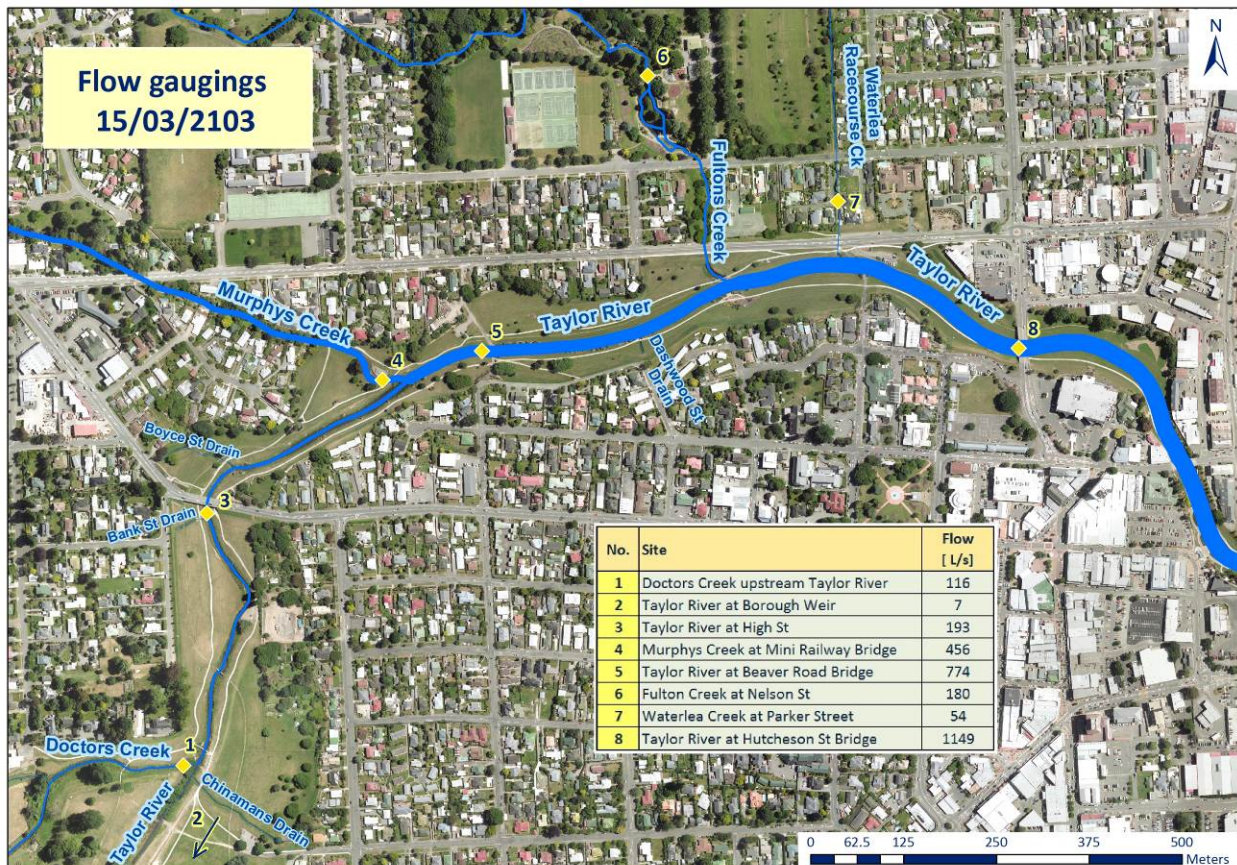 Flow gaugings
15/03/2103
N
6
Waterlea
Racecourse Ck
Fultons Creek
7
Taylor River
Taylor River
Murphys Creek
5
8
4
Dashwood St
Drain
Boyce St Drain
3
Bank St Drain
No. Site Flow [ L/s]
1 Doctors Creek upstream Taylor River 116
2 Taylor River at Borough Weir 7
3 Taylor River at High St 193
4 Murphys Creek at Mini Railway Bridge 456
5 Taylor River at Beaver Road Bridge 774
6 Fulton Creek at Nelson St 180
7 Waterlea Creek at Parker Street 54
8 Taylor River at Hutcheson St Bridge 1149
Doctors Creek
1
Taylor River
Chinamans Drain
2
0 62.5 125 250 375 500
Meters